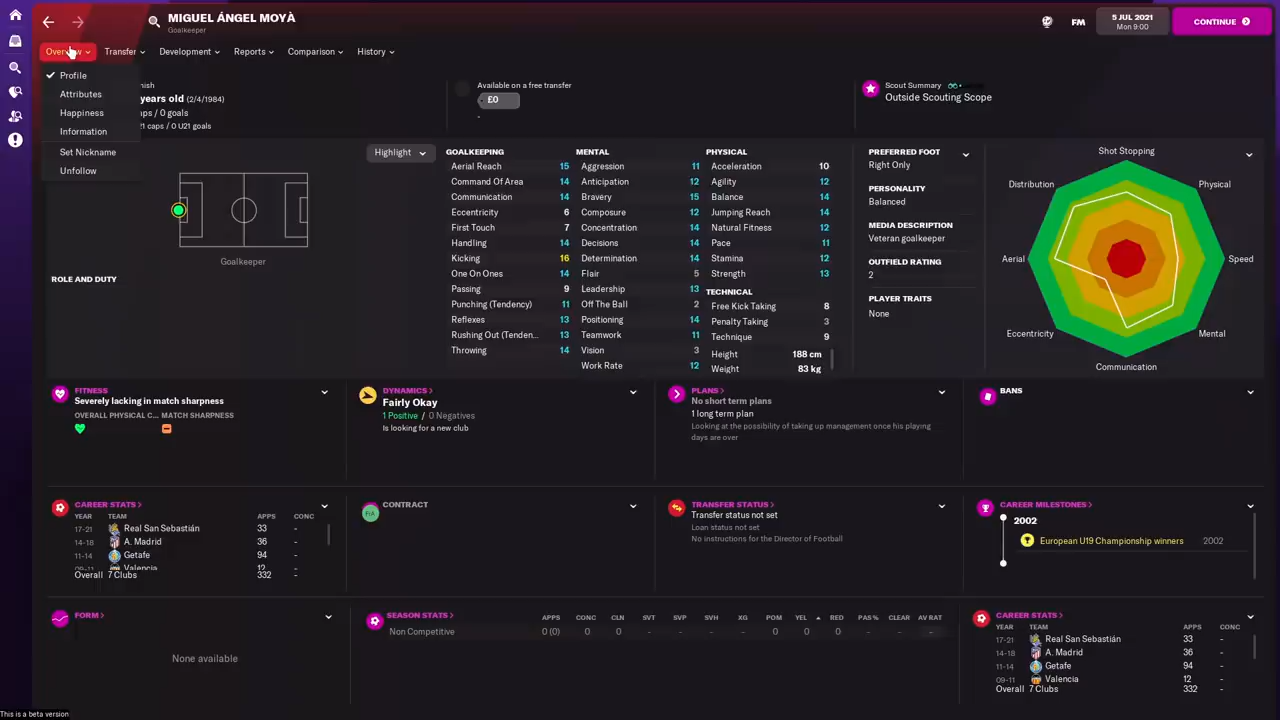 MIGUEL ÁNGEL MOYÀ
Goalkeeper
FM
5 JUL 2021
Mon 9:00
CONTINUE
Transfer
Development
Reports
Comparison
History
Profile
Attributes
Happiness
Information
Set Nickname
Unfollow
years old (2/4/1984)
/ 0 goals
caps / 0 U21 goals
Available on a free transfer
£0
-
Scout Summary
Outside Scouting Scope
Highlight
Goalkeeper
ROLE AND DUTY
GOALKEEPING
Aerial Reach 15
Command Of Area 14
Communication 14
Eccentricity 6
First Touch 7
Handling 14
Kicking 16
One On Ones 14
Passing 9
Punching (Tendency) 11
Reflexes 13
Rushing Out (Tenden... 13
Throwing 14
MENTAL
Aggression 11
Anticipation 12
Bravery 15
Composure 12
Concentration 14
Decisions 14
Determination 14
Flair 5
Leadership 13
Off The Ball 2
Positioning 14
Teamwork 11
Vision 3
Work Rate 12
PHYSICAL
Acceleration 10
Agility 12
Balance 14
Jumping Reach 12
Natural Fitness 12
Pace 11
Stamina 12
Strength 13
TECHNICAL
Free Kick Taking 8
Penalty Taking 3
Technique 9
Height 188 cm
Weight 83 kg
PREFERRED FOOT
Right Only
PERSONALITY
Balanced
MEDIA DESCRIPTION
Veteran goalkeeper
OUTFIELD RATING
2
PLAYER TRAITS
None
Shot Stopping
Distribution Physical
Aerial Speed
Eccentricity Mental
Communication
FITNESS
Severely lacking in match sharpness
OVERALL PHYSICAL C... MATCH SHARPNESS
DYNAMICS
Fairly Okay
1 Positive / 0 Negatives
Is looking for a new club
PLANS
No short term plans
1 long term plan
Looking at the possibility of taking up management once his playing
days are over
BANS
CAREER STATS
YEAR TEAM APPS CONC
17-21 Real San Sebastián 33 -
14-18 A. Madrid 36 -
11-14 Getafe 94 -
Valencia 12 -
Overall 7 Clubs 332 -
CONTRACT
F/A
TRANSFER STATUS
Transfer status not set
Loan status not set
No instructions for the Director of Football
CAREER MILESTONES
2002
European U19 Championship winners 2002
FORM
None available
SEASON STATS APPS CONC CLN SVT SVP SVH XG POM YEL RED PAS % CLEAR AV RAT
Non Competitive 0 (0) 0 0 - - - - 0 0 0 - - -
CAREER STATS
YEAR TEAM APPS CONC
17-21 Real San Sebastián 33 -
14-18 A. Madrid 36 -
11-14 Getafe 94 -
09-11 Valencia 12 -
Overall 7 Clubs 332 -
This is a beta version